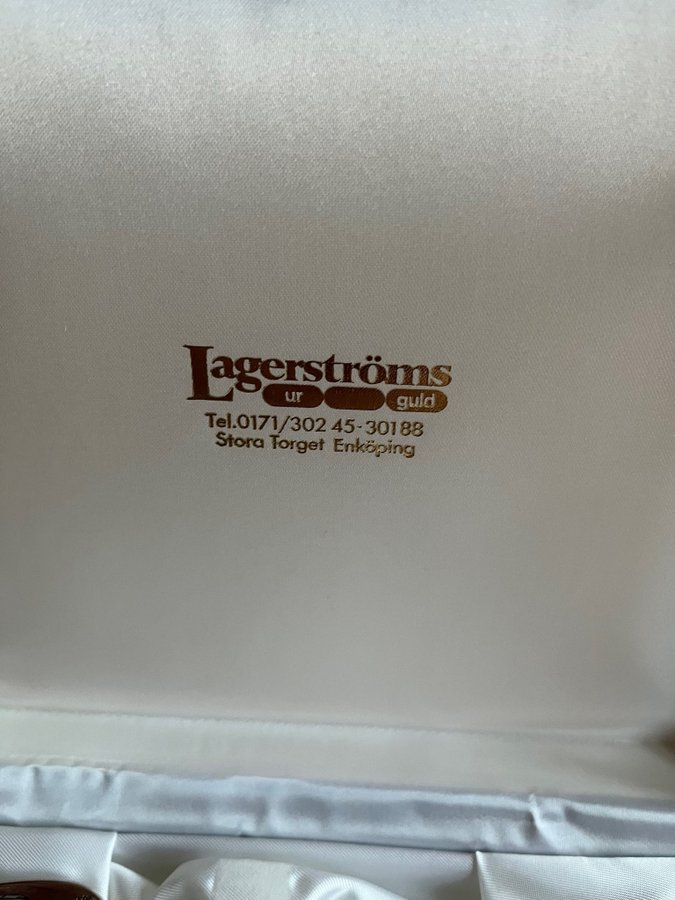 Lagerströms
ur guld
Tel.0171/302 45-30188
Stora Torget Enköping